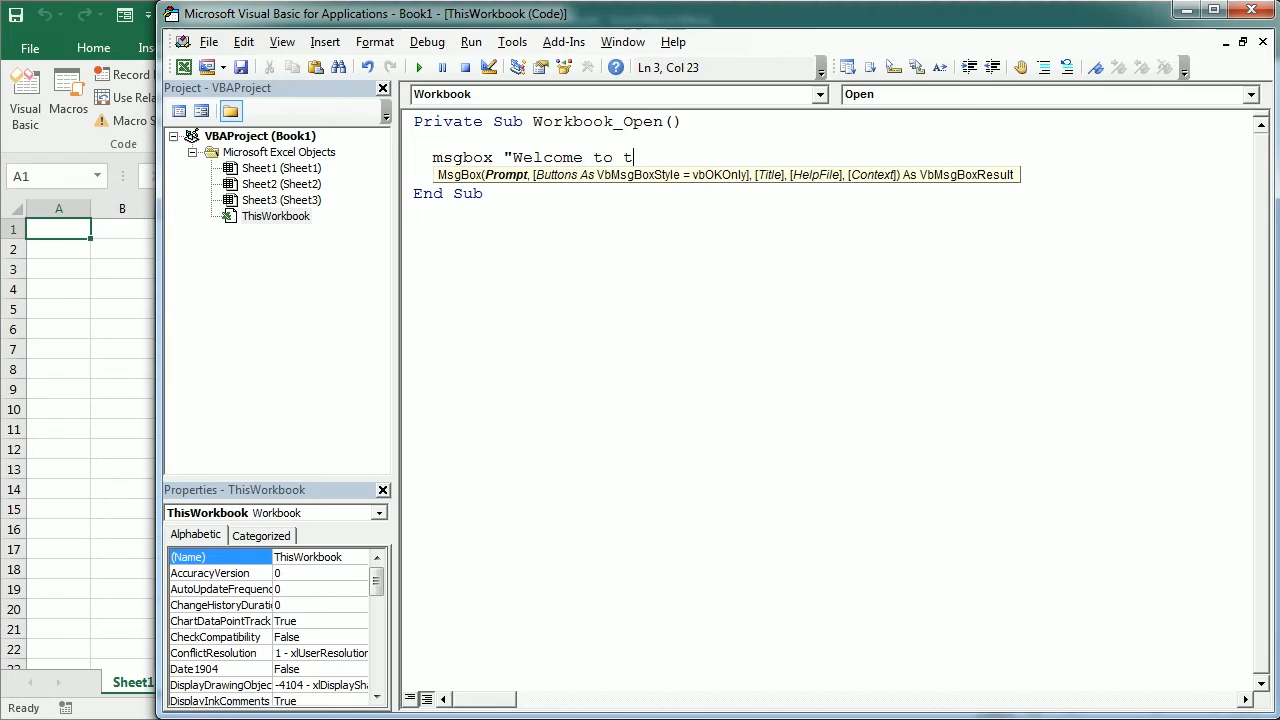 Microsoft Visual Basic for Applications - Book1 - [ThisWorkbook (Code)]
File Edit View Insert Format Debug Run Tools Add-Ins Window Help
Ln 3, Col 23
File Home Ins
Visual Basic
Macros
Record
Use Rela
Macro S
Code
A1
A B
1
2
3
4
5
6
7
8
9
10
11
12
13
14
15
16
17
18
19
20
21
22
Sheet1
Ready
Project - VBAProject
VBAProject (Book1)
Microsoft Excel Objects
Sheet1 (Sheet1)
Sheet2 (Sheet2)
Sheet3 (Sheet3)
ThisWorkbook
Properties - ThisWorkbook
ThisWorkbook Workbook
Alphabetic Categorized
(Name) ThisWorkbook
AccuracyVersion 0
AutoUpdateFrequenc 0
ChangeHistoryDuratio 0
ChartDataPointTrack True
CheckCompatibility False
ConflictResolution 1 - xlUserResolution
Date1904 False
DisplayDrawingObjec -4104 - xlDisplaySha
DisplayInkComments True
Workbook Open
Private Sub Workbook_Open()
msgbox "Welcome to t
MsgBox(Prompt, [Buttons As VbMsgBoxStyle = vbOKOnly], [Title], [HelpFile], [Context]) As VbMsgBoxResult
End Sub